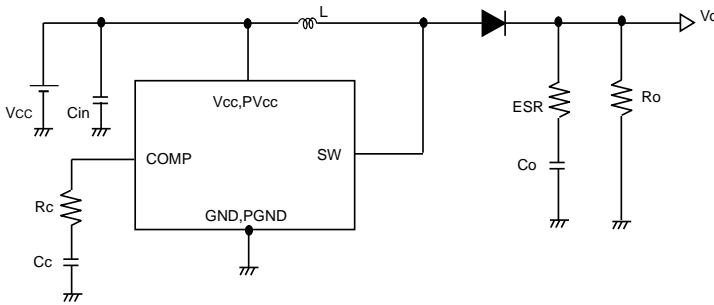 L
Vcc,PVcc
VCC
Cin
ESR
Ro
COMP
SW
Co
Rc
GND,PGND
Cc